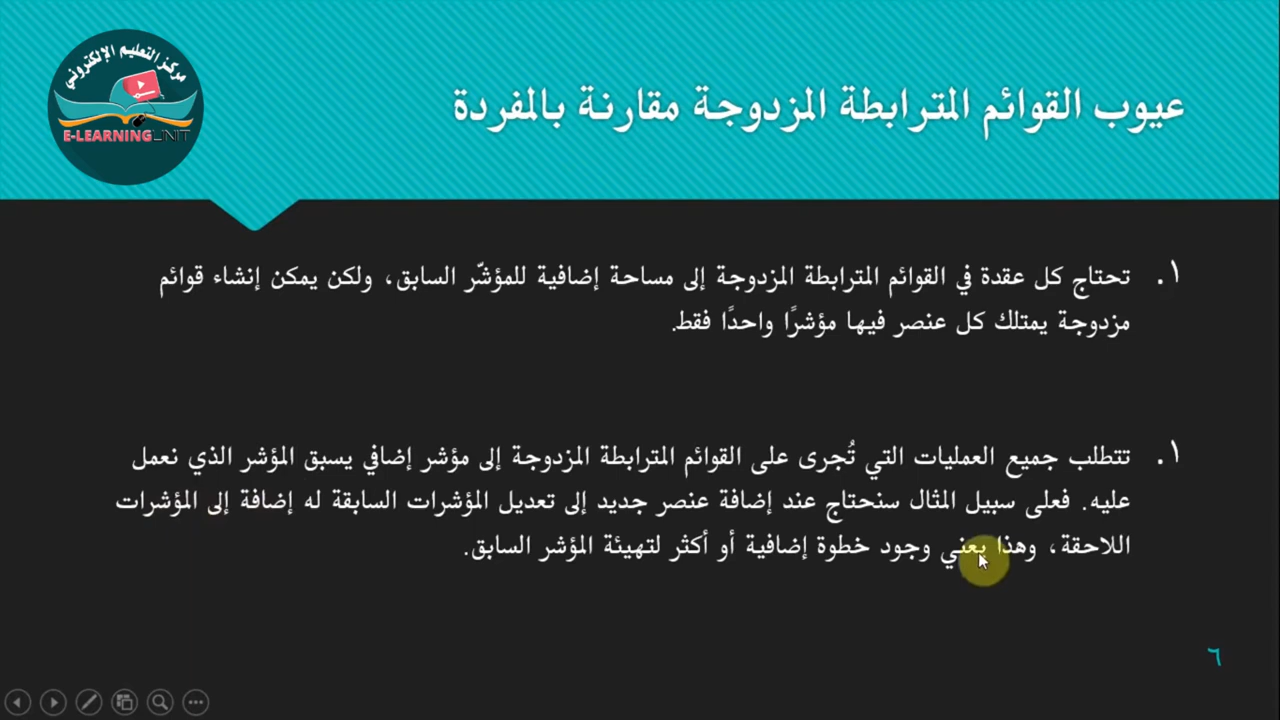 مركز التعليم الإلكتروني
E-LEARNING UNIT
عيوب القوائم المترابطة المزدوجة مقارنة بالمفردة
١. تحتاج كل عقدة في القوائم المترابطة المزدوجة إلى مساحة إضافية للمؤشّر السابق، ولكن يمكن إنشاء قوائم
مزدوجة يمتلك كل عنصر فيها مؤشرًا واحدًا فقط.
١. تتطلب جميع العمليات التي تُجرى على القوائم المترابطة المزدوجة إلى مؤشر إضافي يسبق المؤشر الذي نعمل
عليه. فعلى سبيل المثال سنحتاج عند إضافة عنصر جديد إلى تعديل المؤشرات السابقة له إضافة إلى المؤشرات
اللاحقة، وهذا يعني وجود خطوة إضافية أو أكثر لتهيئة المؤشر السابق.
٦